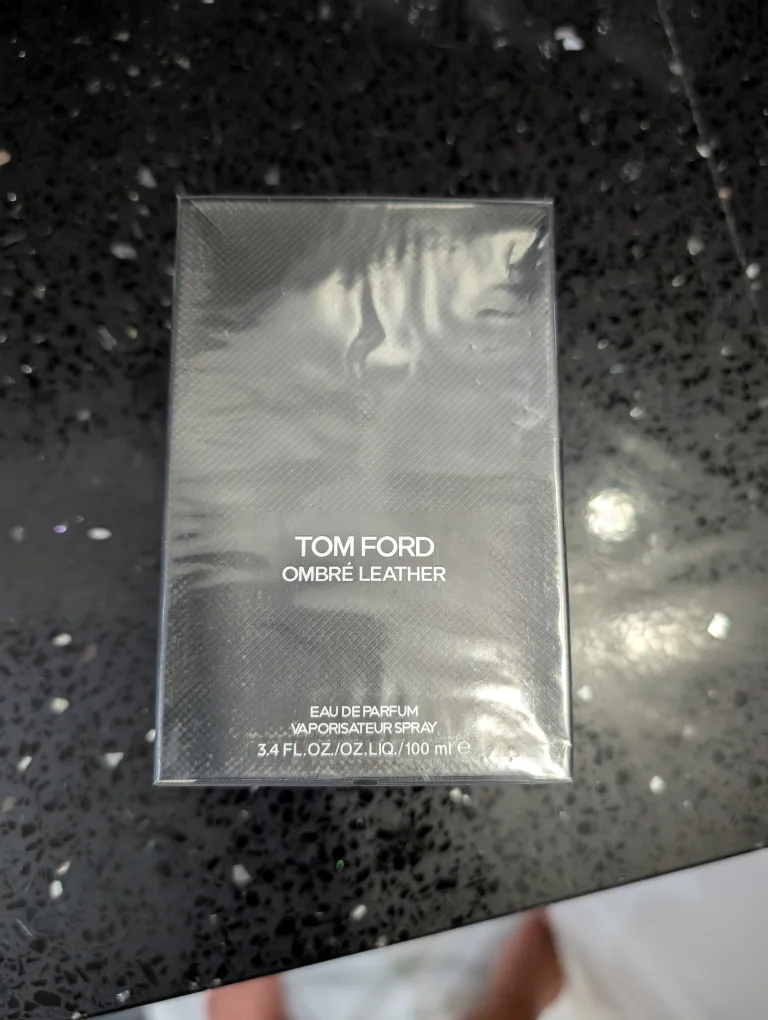 TOM FORD
OMBRÉ LEATHER
EAU DE PARFUM
VAPORISATEUR SPRAY
3.4 FL.OZ./OZ.LIQ./100 ml ℮